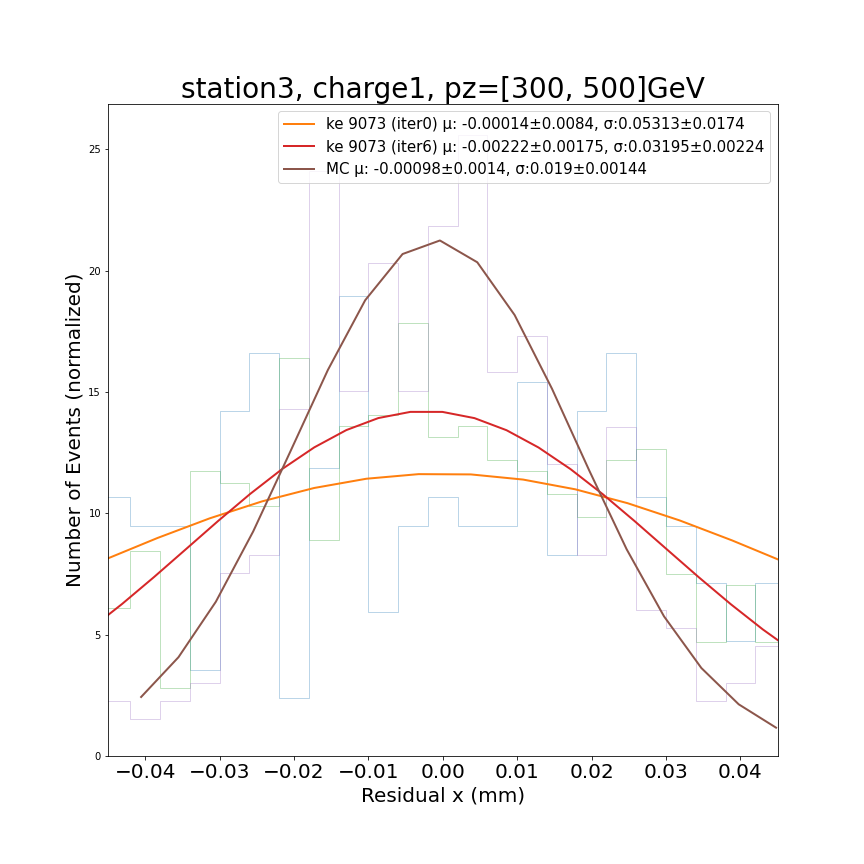 station3, charge1, pz=[300, 500]GeV
ke 9073 (iter0) μ: -0.00014±0.0084, σ:0.05313±0.0174
ke 9073 (iter6) μ: -0.00222±0.00175, σ:0.03195±0.00224
MC μ: -0.00098±0.0014, σ:0.019±0.00144
Number of Events (normalized)
25
20
15
10
5
0
−0.04 −0.03 −0.02 −0.01 0.00 0.01 0.02 0.03 0.04
Residual x (mm)